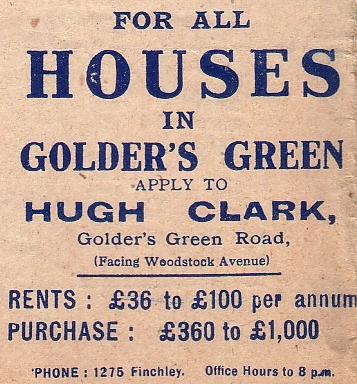 FOR ALL
HOUSES
IN
GOLDER'S GREEN
APPLY TO
HUGH CLARK,
Golder's Green Road,
(Facing Woodstock Avenue)
RENTS : £36 to £100 per annum
PURCHASE : £360 to £1,000
'PHONE : 1275 Finchley. Office Hours to 8 p.m.